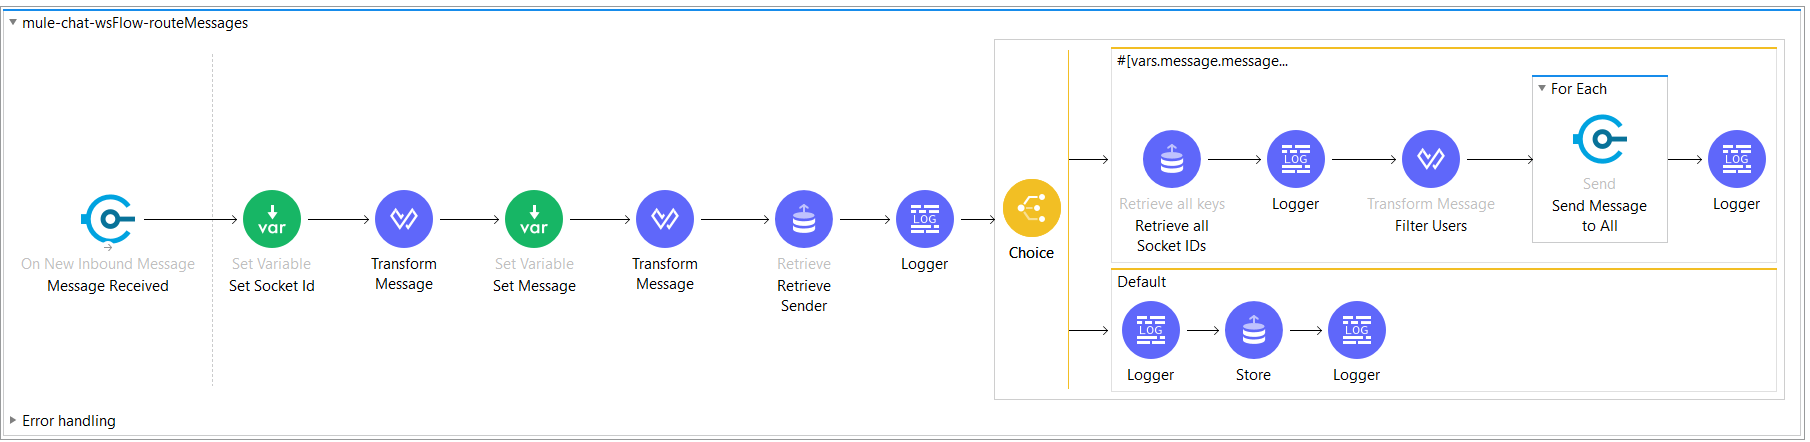 mule-chat-wsFlow-routeMessages
On New Inbound Message
Message Received
var
Set Variable
Set Socket Id
Transform
Message
var
Set Variable
Set Message
Transform
Message
Retrieve
Retrieve
Sender
LOG
Logger
Choice
#[vars.message.message...
Retrieve all keys
Retrieve all
Socket IDs
LOG
Logger
Transform Message
Filter Users
For Each
Send
Send Message
to All
LOG
Logger
Default
LOG
Logger
Store
LOG
Logger
Error handling